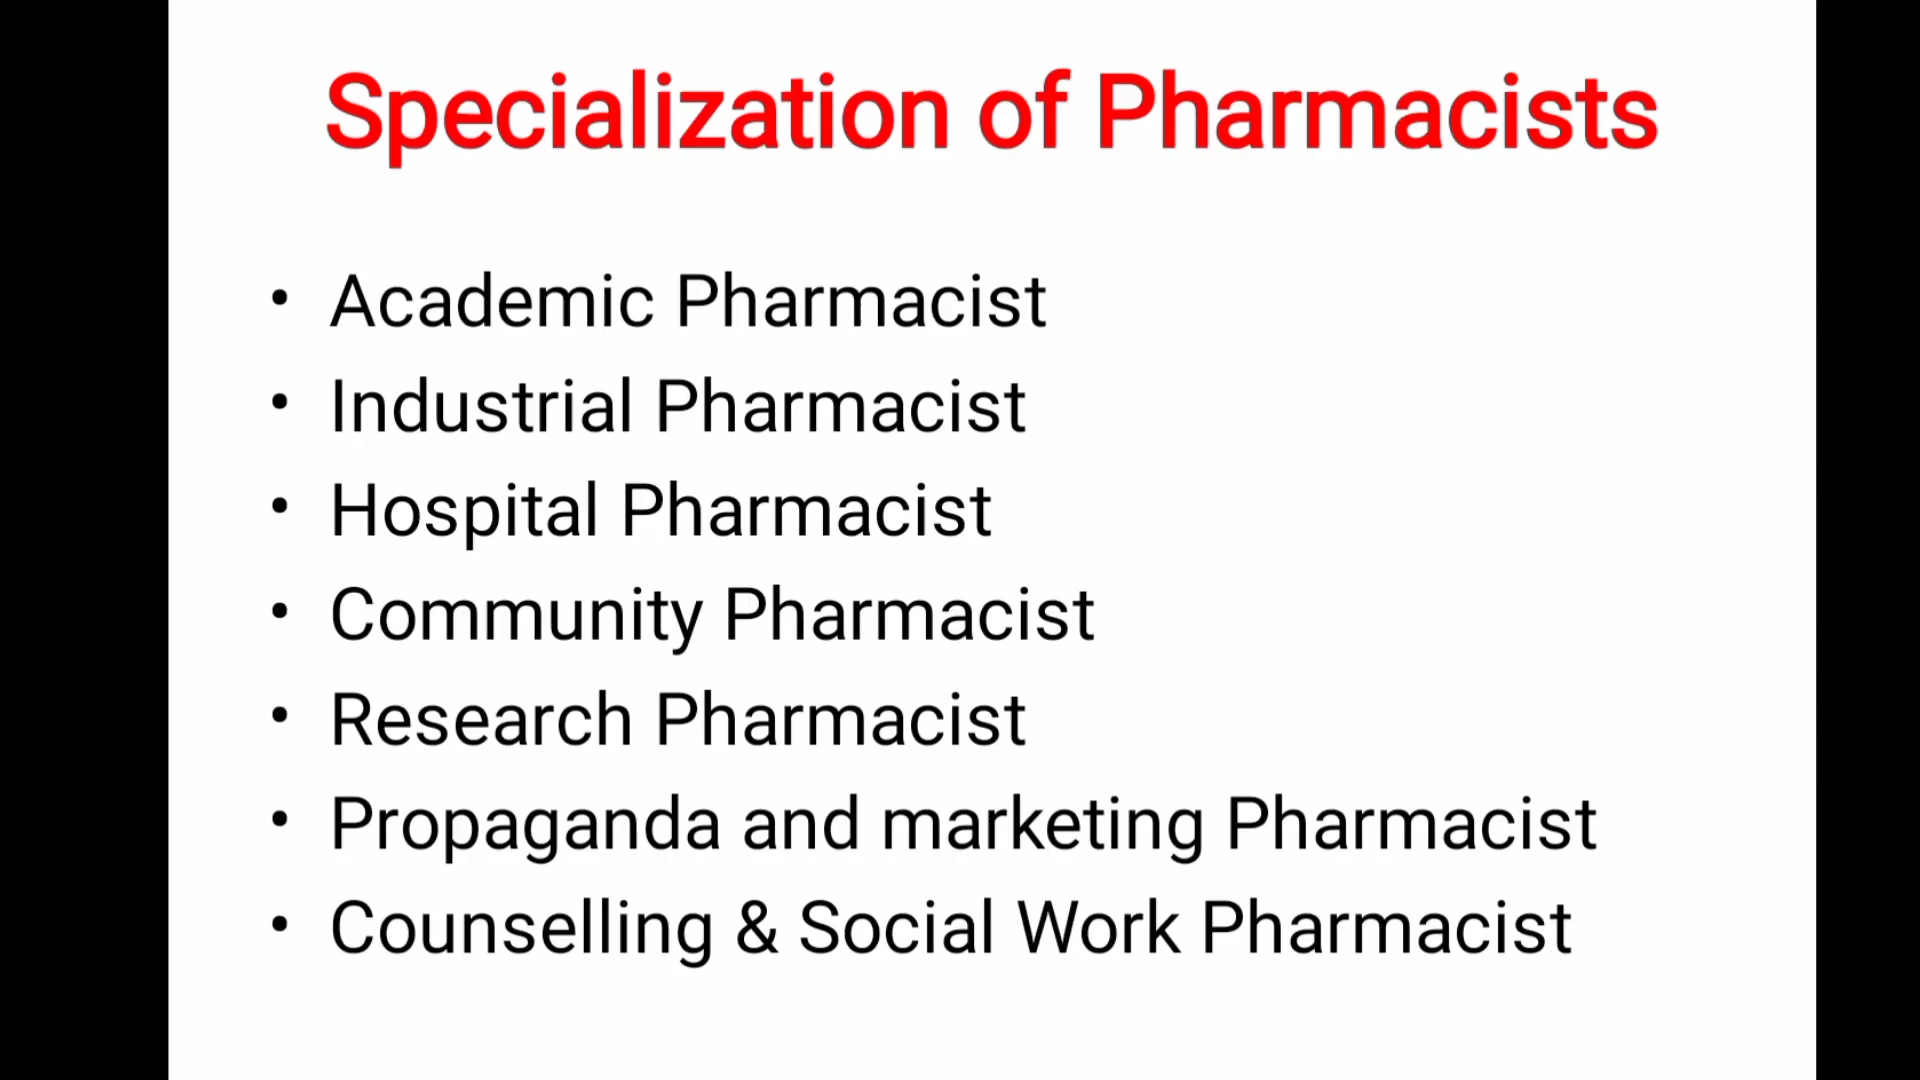 Specialization of Pharmacists
• Academic Pharmacist
• Industrial Pharmacist
• Hospital Pharmacist
• Community Pharmacist
• Research Pharmacist
• Propaganda and marketing Pharmacist
• Counselling & Social Work Pharmacist